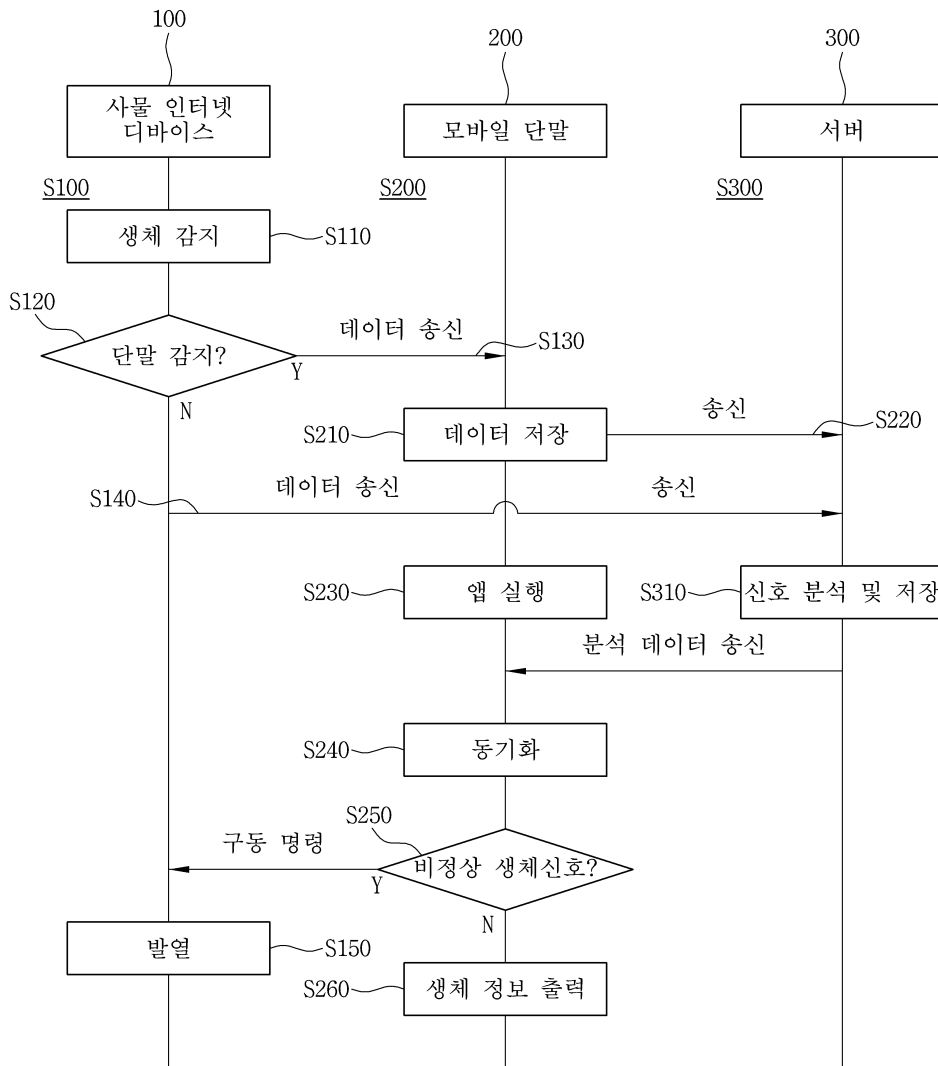 100
200
300
사물 인터넷
디바이스
모바일 단말
서버
S100
S200
S300
생체 감지
S110
S120
단말 감지?
Y
N
데이터 송신
S130
S210
데이터 저장
송신
S220
S140
데이터 송신
송신
S230
앱 실행
S310
신호 분석 및 저장
분석 데이터 송신
S240
동기화
S250
구동 명령
비정상 생체신호?
Y
N
발열
S150
S260
생체 정보 출력